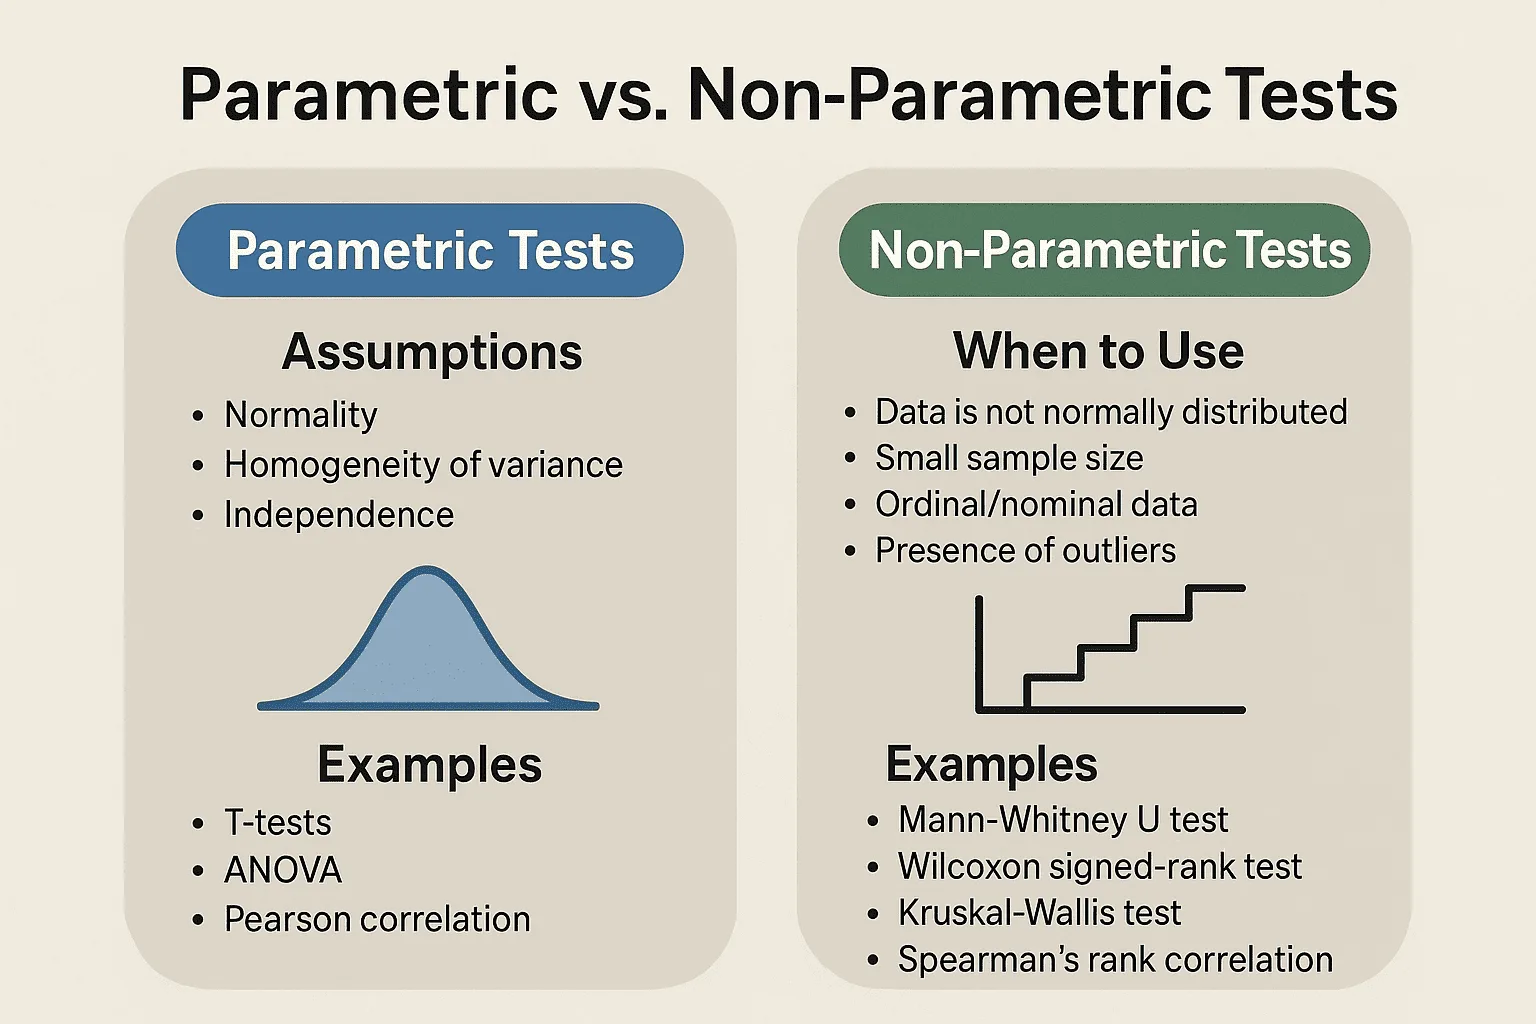 Parametric vs. Non-Parametric Tests
Parametric Tests
Assumptions
• Normality
• Homogeneity of variance
• Independence
Examples
• T-tests
• ANOVA
• Pearson correlation
Non-Parametric Tests
When to Use
• Data is not normally distributed
• Small sample size
• Ordinal/nominal data
• Presence of outliers
Examples
• Mann-Whitney U test
• Wilcoxon signed-rank test
• Kruskal-Wallis test
• Spearman’s rank correlation